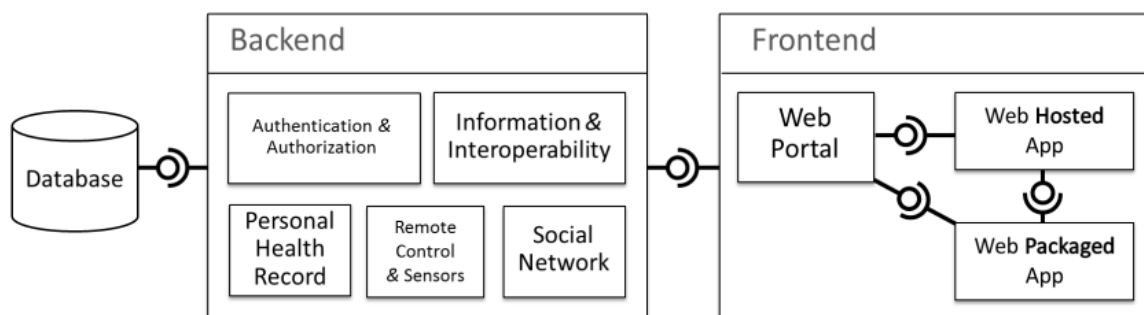 Backend
Frontend
Database
Authentication &
Authorization
Information &
Interoperability
Personal
Health
Record
Remote
Control
& Sensors
Social
Network
Web
Portal
Web Hosted
App
Web Packaged
App